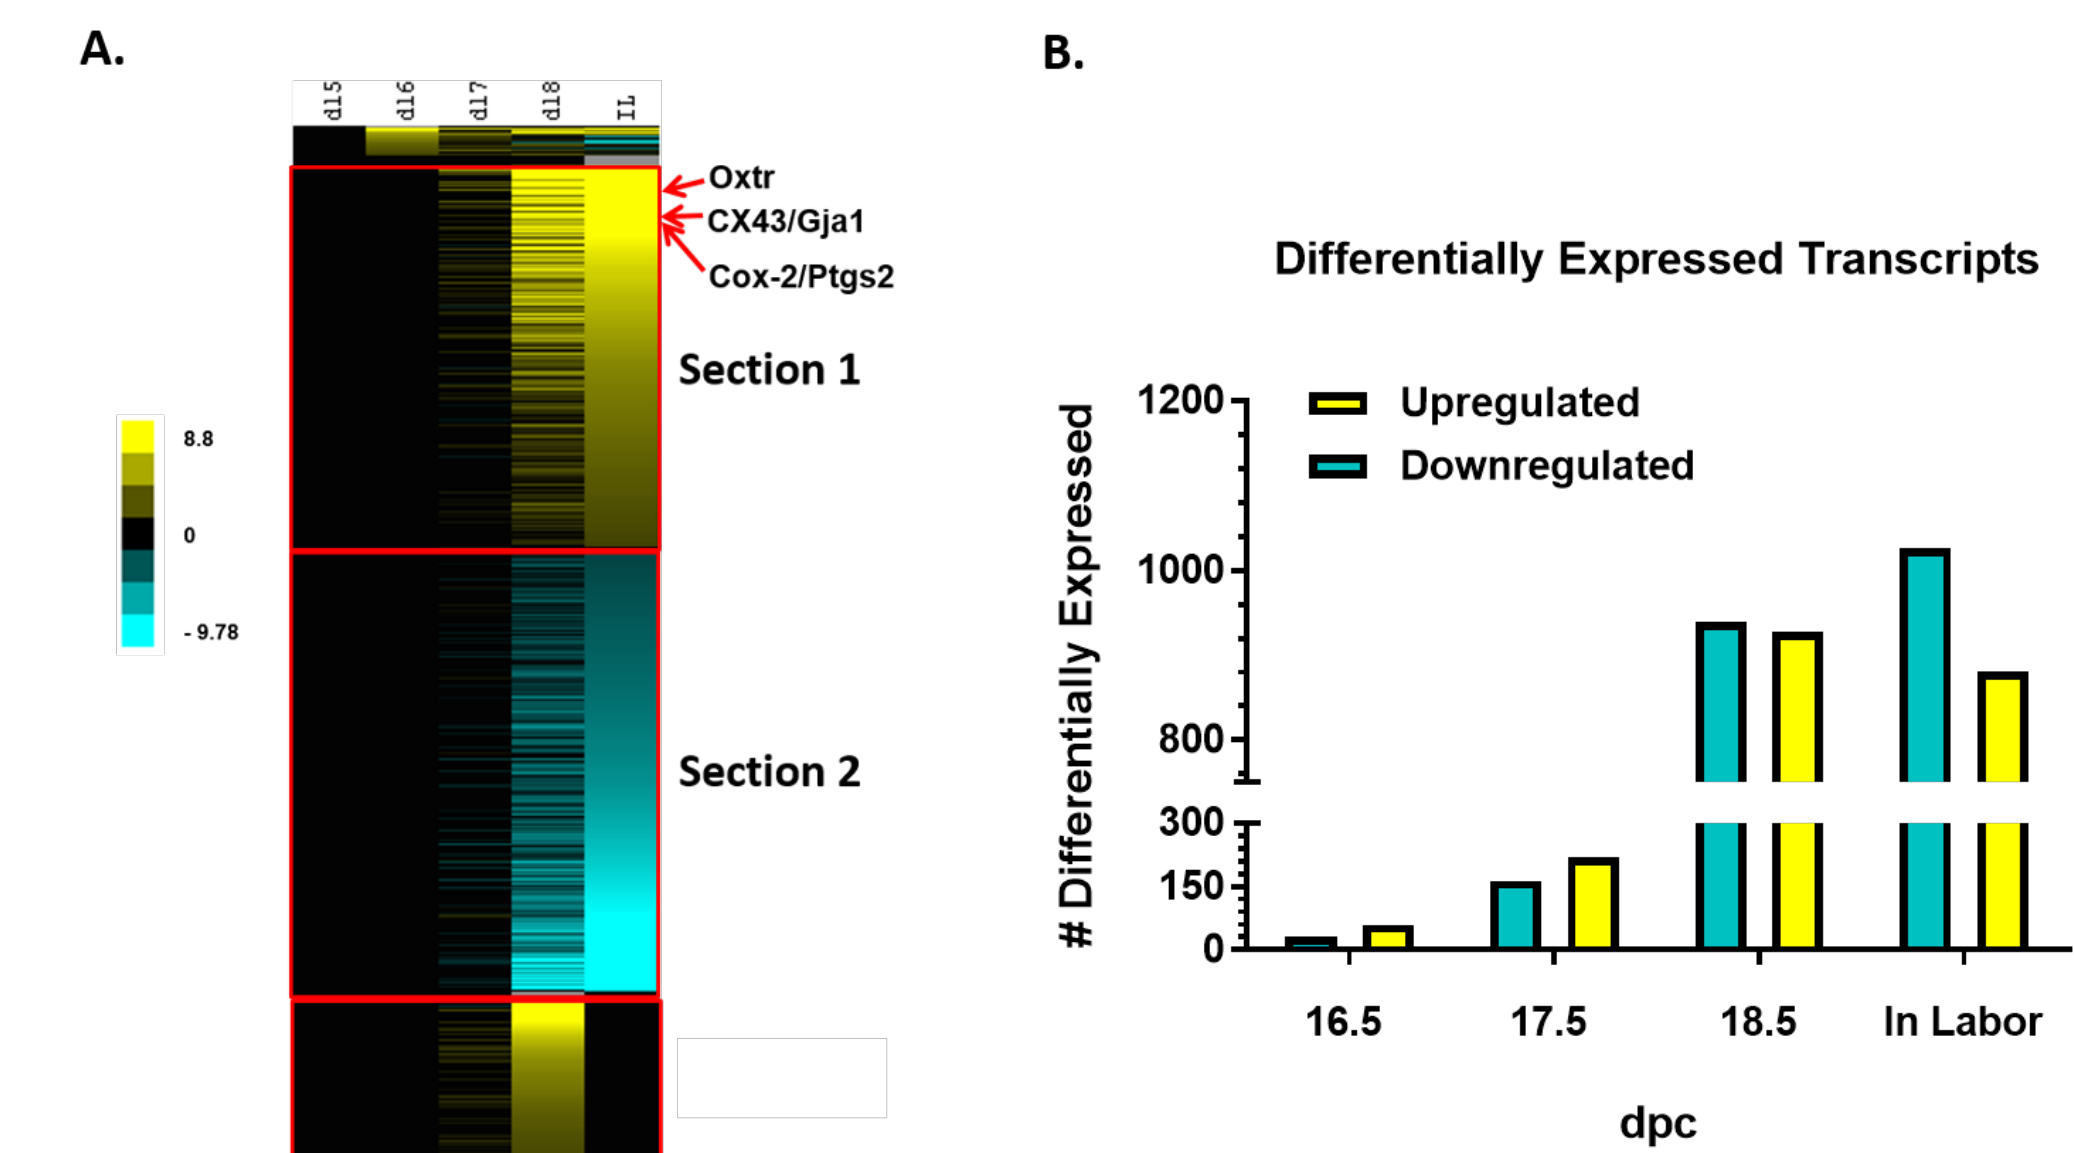 A.
d15 d16 d17 d18 IL
Oxtr
CX43/Gja1
Cox-2/Ptgs2
Section 1
8.8
0
- 9.78
Section 2
B.
Differentially Expressed Transcripts
Upregulated
Downregulated
# Differentially Expressed
1200
1000
800
300
150
0
16.5 17.5 18.5 In Labor
dpc